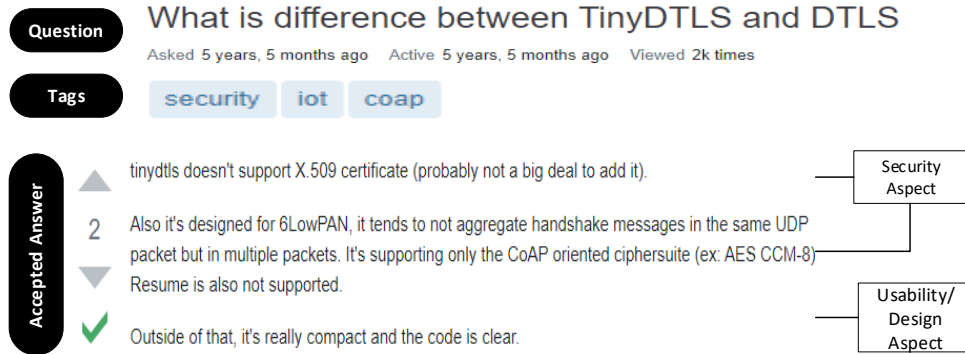 Question
What is difference between TinyDTLS and DTLS
Asked 5 years, 5 months ago Active 5 years, 5 months ago Viewed 2k times
Tags
security iot coap
Accepted Answer
tinydtls doesn't support X.509 certificate (probably not a big deal to add it).
Security
Aspect
2
Also it's designed for 6LowPAN, it tends to not aggregate handshake messages in the same UDP
packet but in multiple packets. It's supporting only the CoAP oriented ciphersuite (ex: AES CCM-8)
Resume is also not supported.
Usability/
Design
Aspect
Outside of that, it's really compact and the code is clear.